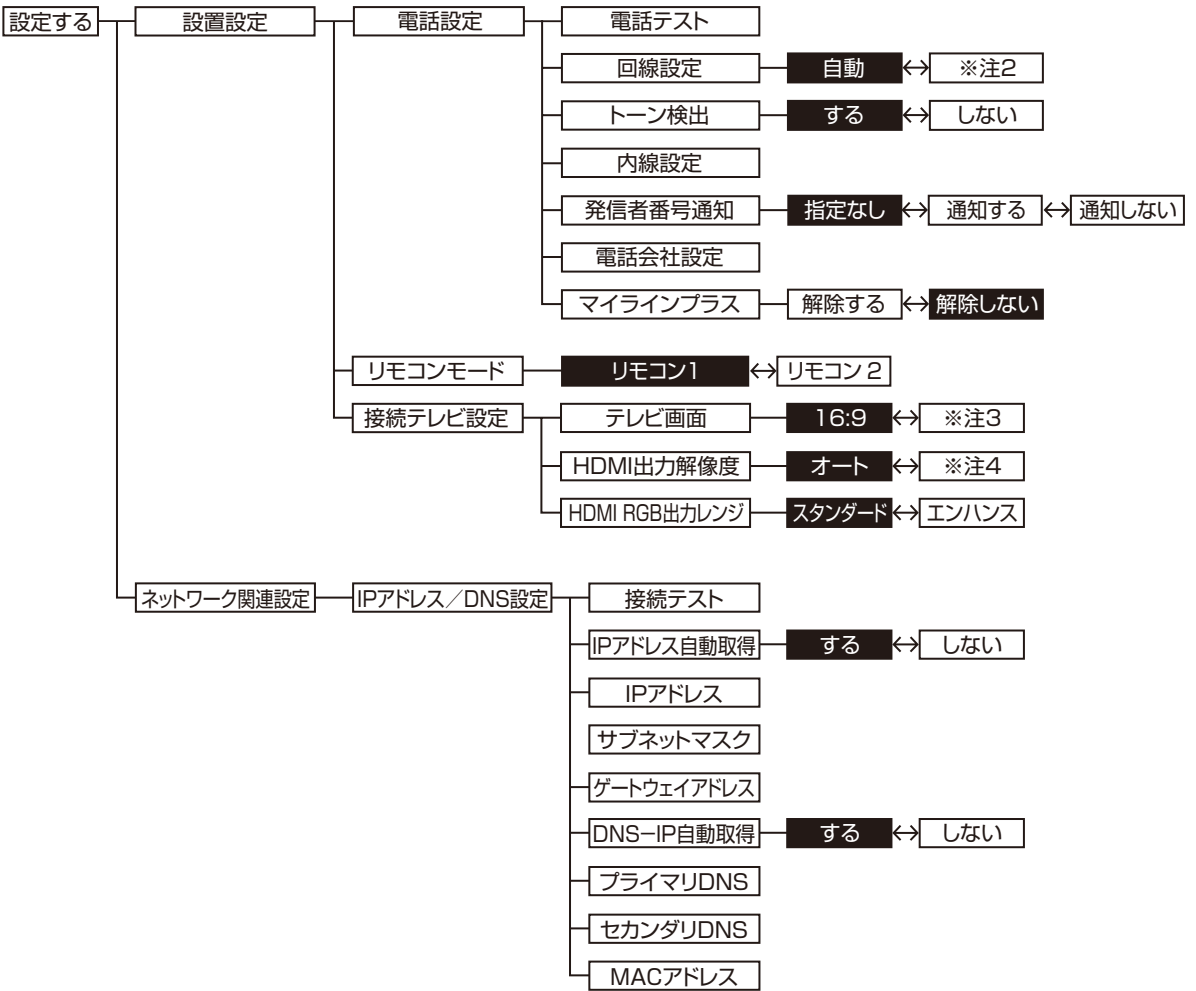 設定する 設置設定 電話設定 電話テスト
回線設定 自動 ↔ ※注2
トーン検出 する ↔ しない
内線設定
発信者番号通知 指定なし ↔ 通知する ↔ 通知しない
電話会社設定
マイラインプラス 解除する ↔ 解除しない
リモコンモード リモコン1 ↔ リモコン2
接続テレビ設定 テレビ画面 16:9 ↔ ※注3
HDMI出力解像度 オート ↔ ※注4
HDMI RGB出力レンジ スタンダード ↔ エンハンス
ネットワーク関連設定 IPアドレス／DNS設定 接続テスト
IPアドレス自動取得 する ↔ しない
IPアドレス
サブネットマスク
ゲートウェイアドレス
DNS−IP自動取得 する ↔ しない
プライマリDNS
セカンダリDNS
MACアドレス